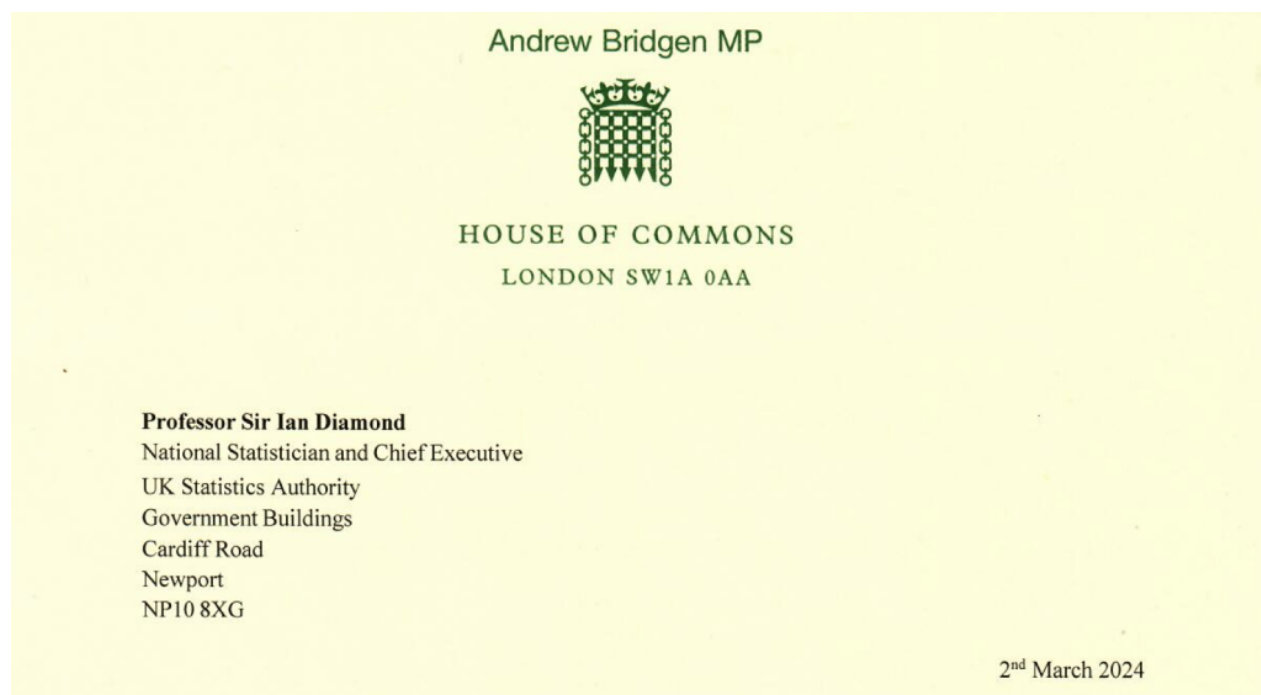 Andrew Bridgen MP
HOUSE OF COMMONS
LONDON SW1A 0AA
Professor Sir Ian Diamond
National Statistician and Chief Executive
UK Statistics Authority
Government Buildings
Cardiff Road
Newport
NP10 8XG
2nd March 2024